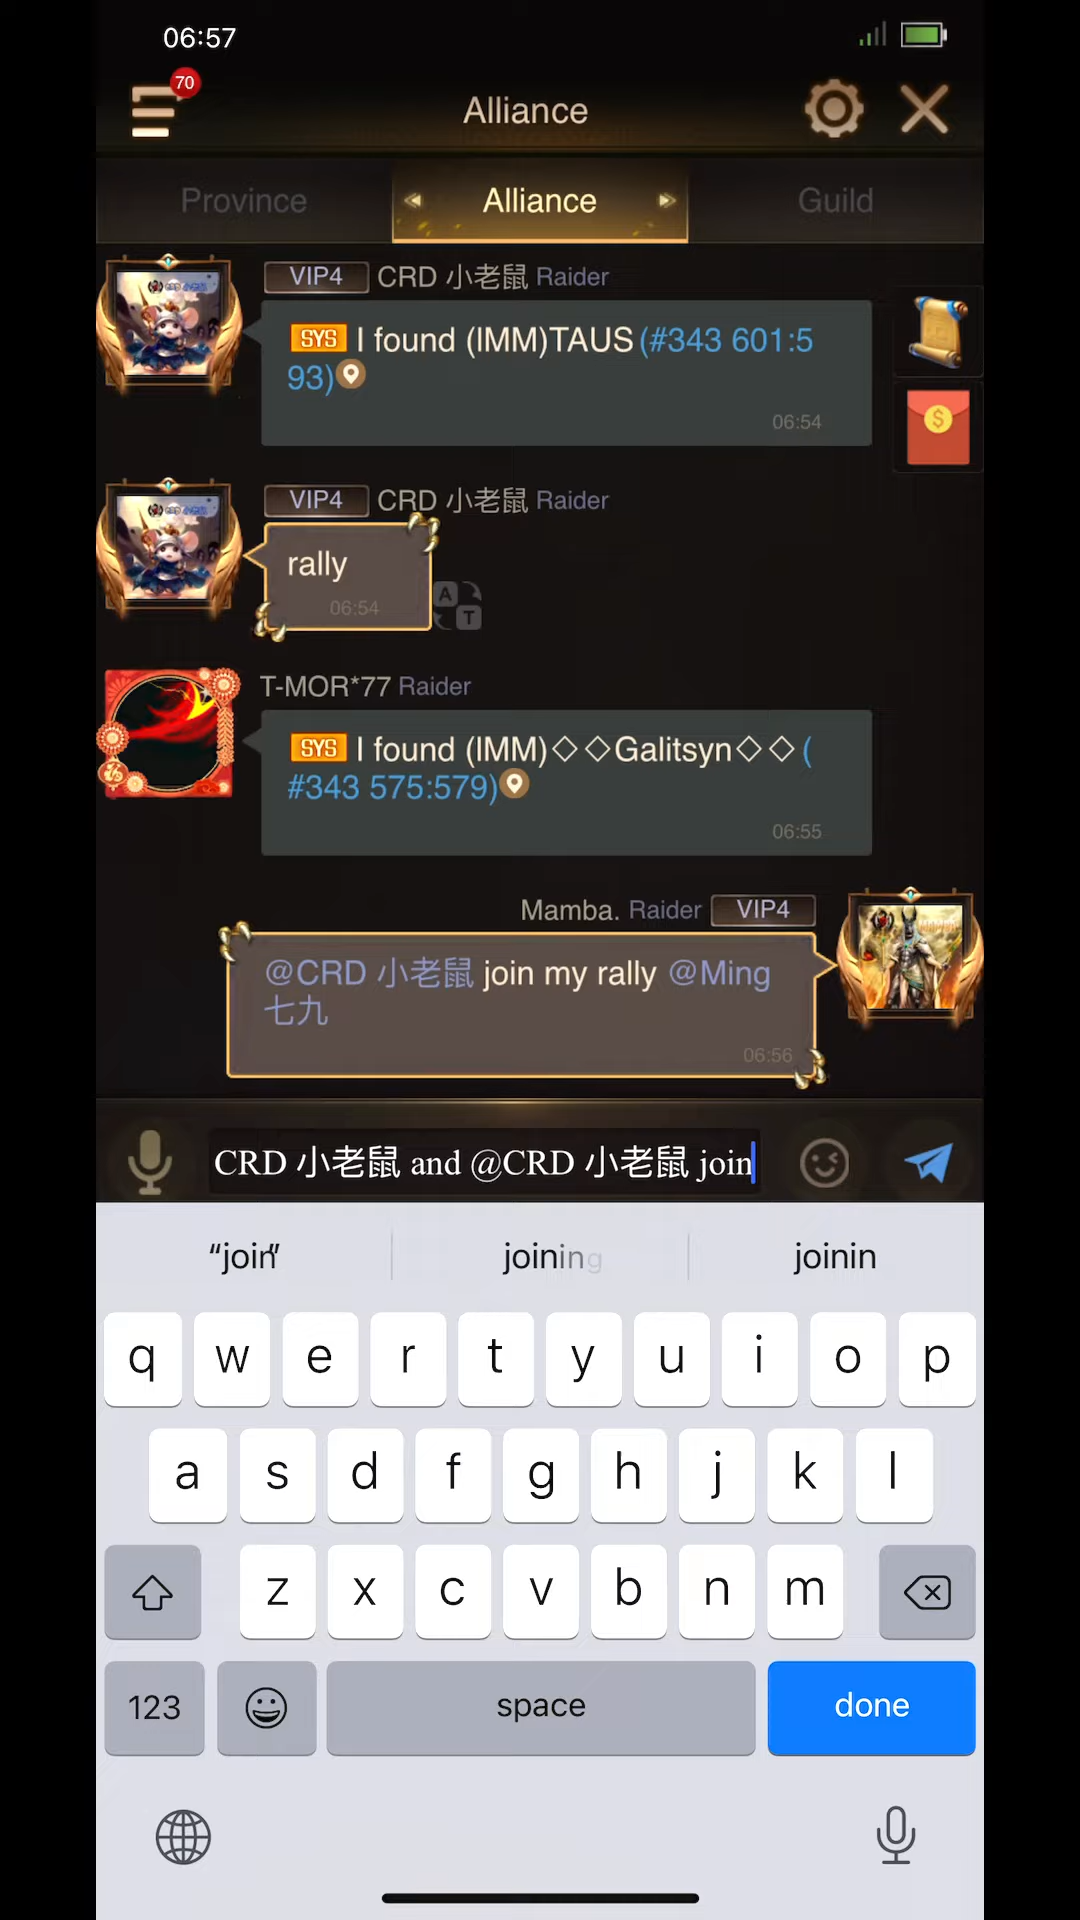 06:57
70
Alliance
Province
Alliance
Guild
VIP4 CRD 小老鼠 Raider
SYS I found (IMM)TAUS(#343 601:5
93)
06:54
VIP4 CRD 小老鼠 Raider
rally
06:54
A
T
T-MOR*77 Raider
SYS I found (IMM)◇◇Galitsyn◇◇(
#343 575:579)
06:55
Mamba. Raider VIP4
@CRD 小老鼠 join my rally @Ming
七九
06:56
CRD 小老鼠 and @CRD 小老鼠 join
“join”
joining
joinin
q w e r t y u i o p
a s d f g h j k l
z x c v b n m
123
space
done